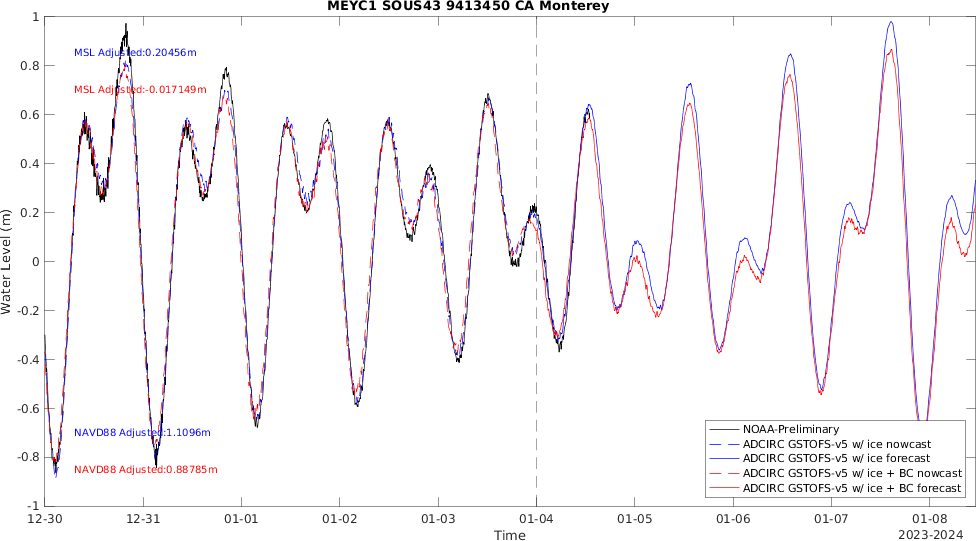 MEYC1 SOUS43 9413450 CA Monterey
1
0.8
0.6
0.4
0.2
0
-0.2
-0.4
-0.6
-0.8
-1
Water Level (m)
MSL Adjusted:0.20456m
MSL Adjusted:-0.017149m
NAVD88 Adjusted:1.1096m
NAVD88 Adjusted:0.88785m
NOAA-Preliminary
ADCIRC GSTOFS-v5 w/ ice nowcast
ADCIRC GSTOFS-v5 w/ ice forecast
ADCIRC GSTOFS-v5 w/ ice + BC nowcast
ADCIRC GSTOFS-v5 w/ ice + BC forecast
12-30 12-31 01-01 01-02 01-03 01-04 01-05 01-06 01-07 01-08
Time
2023-2024